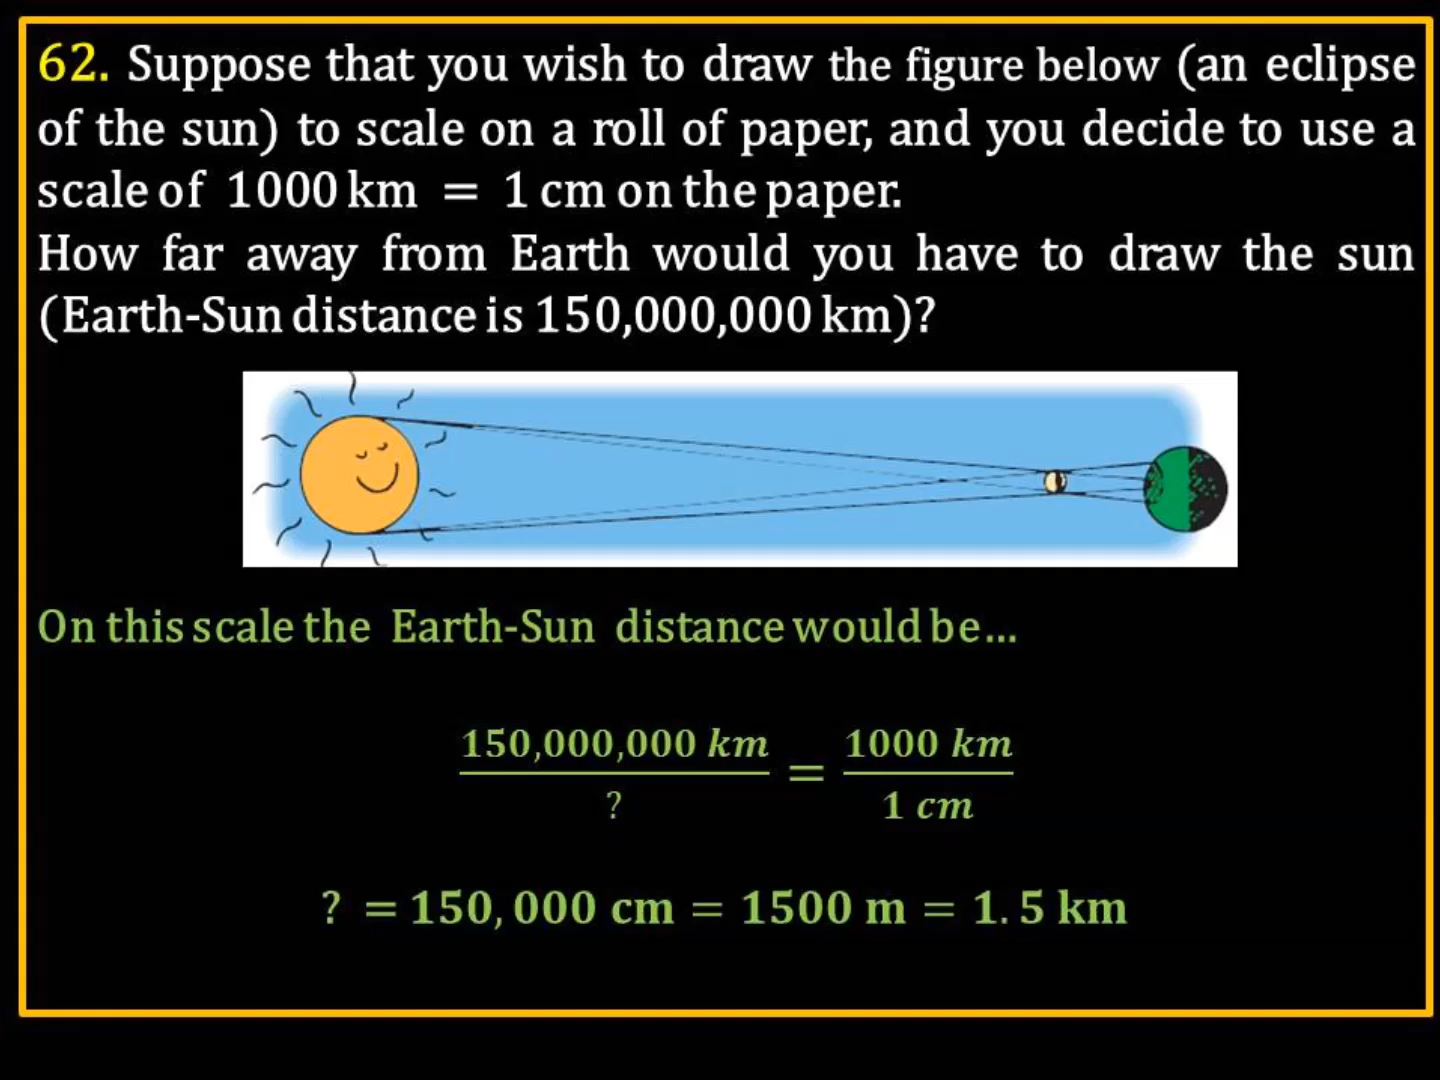 62. Suppose that you wish to draw the figure below (an eclipse
of the sun) to scale on a roll of paper, and you decide to use a
scale of 1000 km = 1 cm on the paper.
How far away from Earth would you have to draw the sun
(Earth-Sun distance is 150,000,000 km)?
On this scale the Earth-Sun distance would be...
150,000,000 km / ? = 1000 km / 1 cm
? = 150,000 cm = 1500 m = 1.5 km